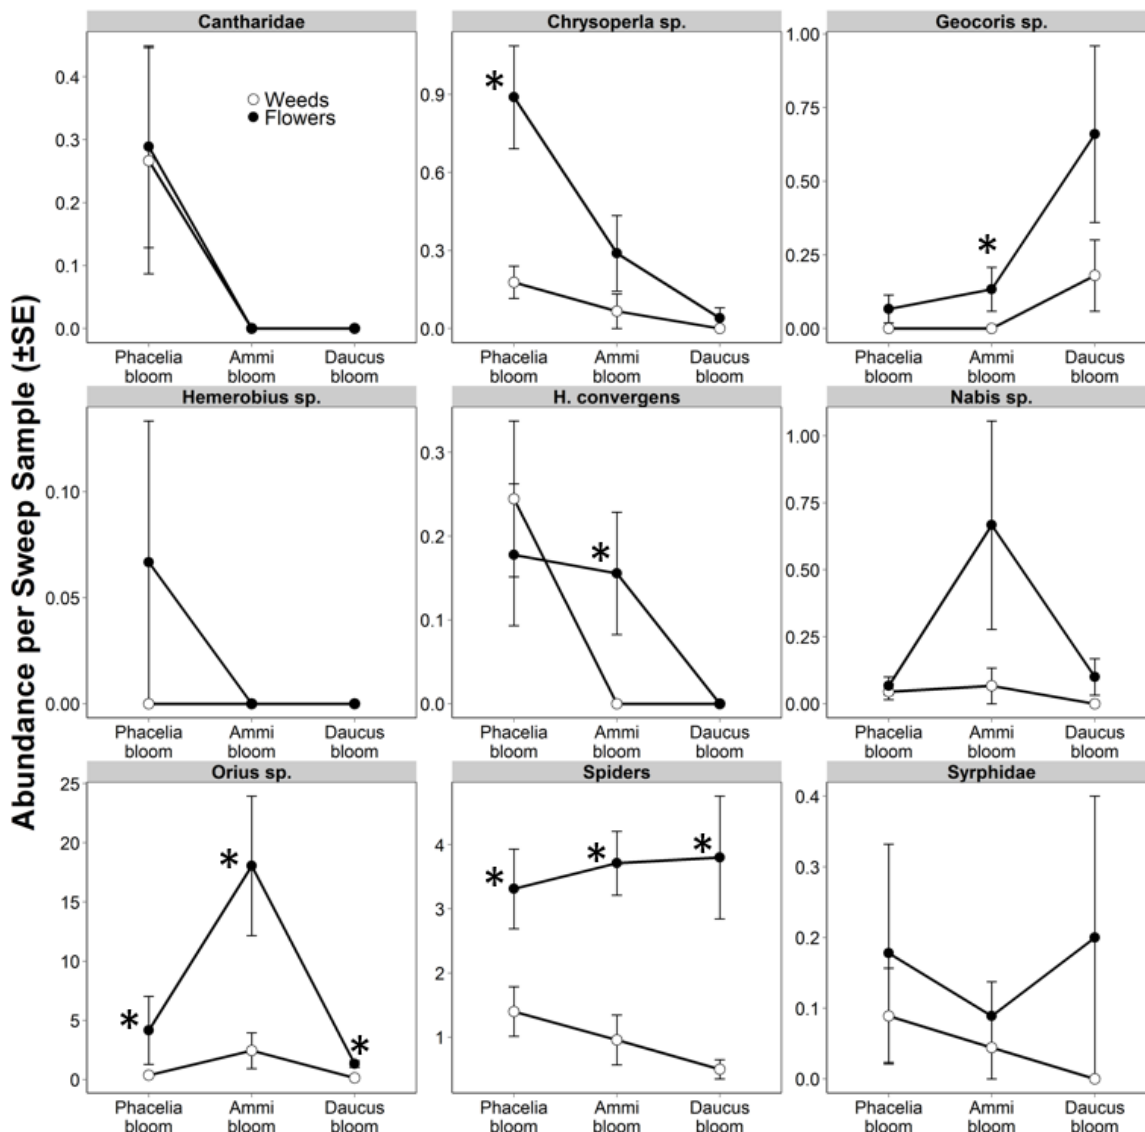 Abundance per Sweep Sample (±SE)
Cantharidae
Chrysoperla sp.
Geocoris sp.
Weeds
Flowers
0.4
0.3
0.2
0.1
0.0
*
0.9
0.6
0.3
0.0
*
1.00
0.75
0.50
0.25
0.00
Phacelia bloom
Ammi bloom
Daucus bloom
Phacelia bloom
Ammi bloom
Daucus bloom
Phacelia bloom
Ammi bloom
Daucus bloom
Hemerobius sp.
H. convergens
Nabis sp.
0.10
0.05
0.00
*
0.3
0.2
0.1
0.0
1.00
0.75
0.50
0.25
0.00
Phacelia bloom
Ammi bloom
Daucus bloom
Phacelia bloom
Ammi bloom
Daucus bloom
Phacelia bloom
Ammi bloom
Daucus bloom
Orius sp.
Spiders
Syrphidae
25
20
15
10
5
0
*
*
*
4
3
2
1
*
*
*
0.4
0.3
0.2
0.1
0.0
Phacelia bloom
Ammi bloom
Daucus bloom
Phacelia bloom
Ammi bloom
Daucus bloom
Phacelia bloom
Ammi bloom
Daucus bloom